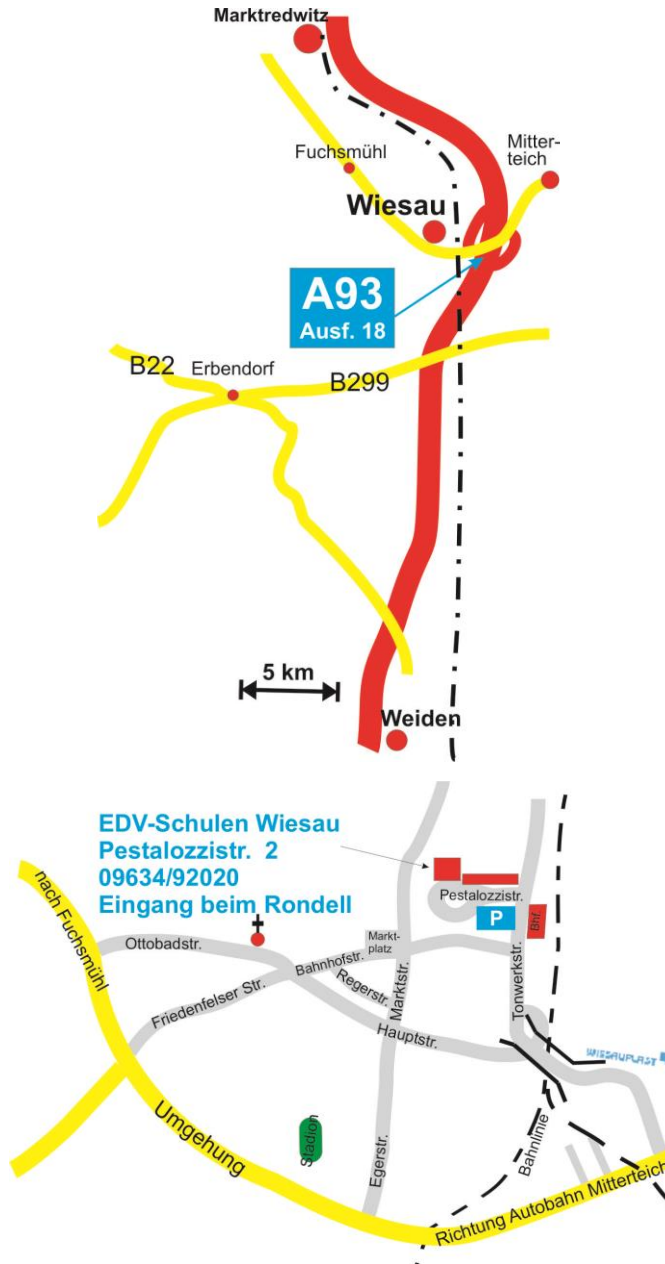 Marktredwitz
Fuchsmühl
Mitter-
teich
Wiesau
A93
Ausf. 18
B22
Erbendorf
B299
5 km
Weiden
EDV-Schulen Wiesau
Pestalozzistr. 2
09634/92020
Eingang beim Rondell
nach Fuchsmühl
Ottobadstr.
Markt-
platz
Pestalozzistr.
P
Bhf.
Bahnhofstr.
Regerstr.
Marktstr.
Tonwerkstr.
Friedenfelser Str.
Hauptstr.
WIESAUPLAST
Umgehung
Stadion
Egerstr.
Bahnlinie
Richtung Autobahn Mitterteich